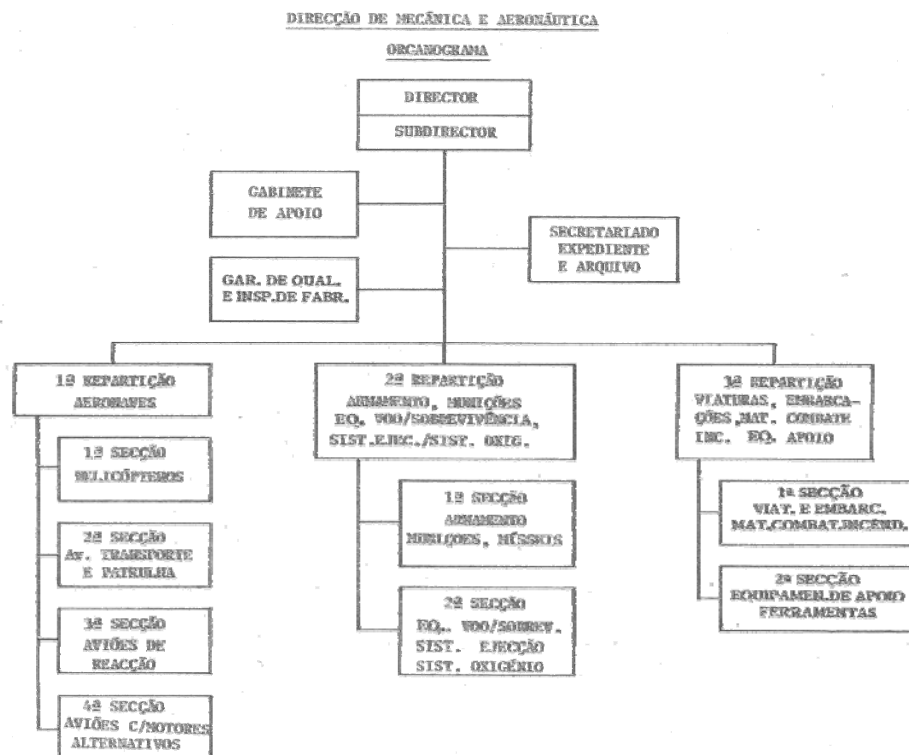 DIRECÇÃO DE MECÂNICA E AERONÁUTICA
ORGANOGRAMA
DIRECTOR
SUBDIRECTOR
GABINETE
DE APOIO
SECRETARIADO
EXPEDIENTE
E ARQUIVO
GAR. DE QUAL.
E INSP.DE FABR.
1ª REPARTIÇÃO
AERONAVES
1ª SECÇÃO
HELICÓPTEROS
2ª SECÇÃO
Av. TRANSPORTE
E PATRULHA
3ª SECÇÃO
AVIÕES DE
REACÇÃO
4ª SECÇÃO
AVIÕES C/MOTORES
ALTERNATIVOS
2ª REPARTIÇÃO
ARMAMENTO, MUNIÇÕES
EQ. VOO/SOBREVIVÊNCIA,
SIST.EJEC./SIST. OXIG.
1ª SECÇÃO
ARMAMENTO
MUNIÇOES, MÍSSEIS
2ª SECÇÃO
EQ.. VOO/SOBREV.
SIST. EJECÇÃO
SIST. OXIGÉNIO
3ª REPARTIÇÃO
VIATURAS, EMBARCA-
ÇÕES,MAT. COMBATE
INC. EQ. APOIO
1ª SECÇÃO
VIAT. E EMBARC.
MAT.COMBAT.INCÊND.
2ª SECÇÃO
EQUIPAMEN.DE APOIO
FERRAMENTAS